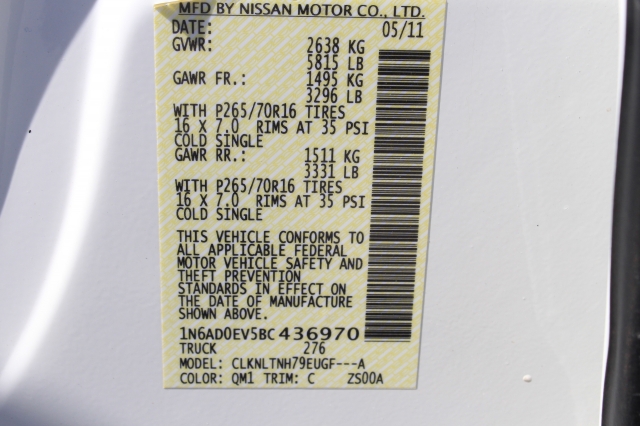 MFD BY NISSAN MOTOR CO., LTD.
DATE: 05/11
GVWR: 2638 KG
5815 LB
GAWR FR.: 1495 KG
3296 LB
WITH P265/70R16 TIRES
16 X 7.0 RIMS AT 35 PSI
COLD SINGLE
GAWR RR.: 1511 KG
3331 LB
WITH P265/70R16 TIRES
16 X 7.0 RIMS AT 35 PSI
COLD SINGLE
THIS VEHICLE CONFORMS TO
ALL APPLICABLE FEDERAL
MOTOR VEHICLE SAFETY AND
THEFT PREVENTION
STANDARDS IN EFFECT ON
THE DATE OF MANUFACTURE
SHOWN ABOVE.
1N6AD0EV5BC436970
TRUCK 276
MODEL: CLKNLTNH79EUGF---A
COLOR: QM1 TRIM: C ZS00A